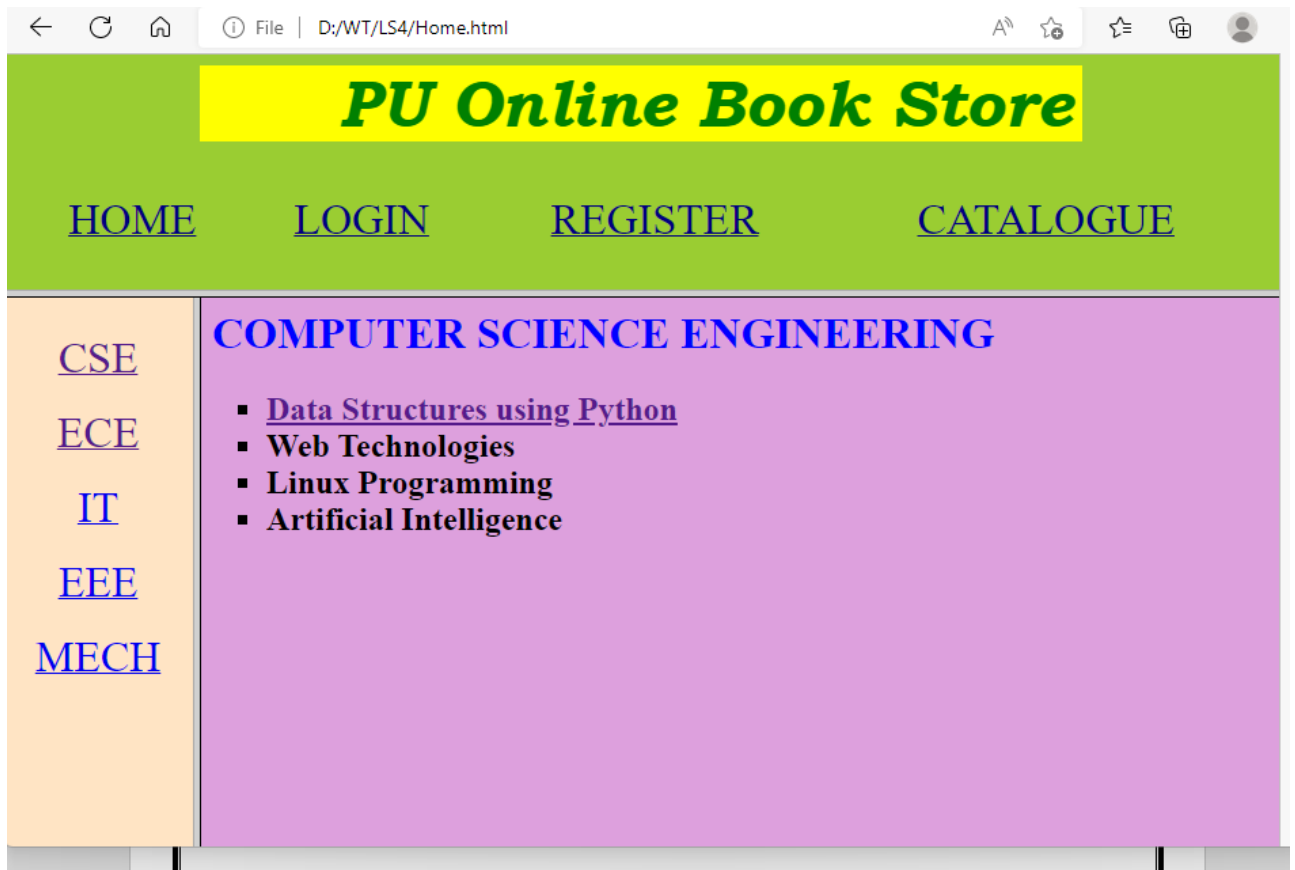 File | D:/WT/LS4/Home.html
PU Online Book Store
HOME LOGIN REGISTER CATALOGUE
CSE
ECE
IT
EEE
MECH
COMPUTER SCIENCE ENGINEERING
Data Structures using Python
Web Technologies
Linux Programming
Artificial Intelligence